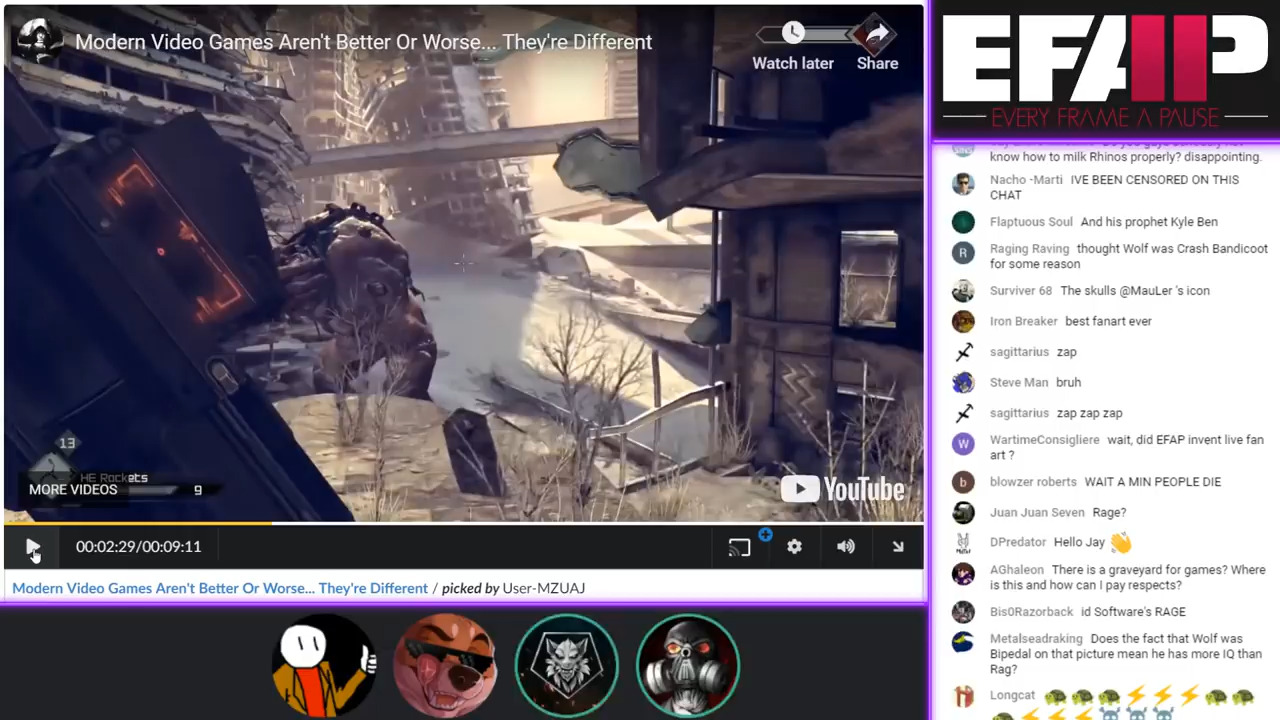 Modern Video Games Aren't Better Or Worse... They're Different
Watch later
Share
13
HE Rockets
9
MORE VIDEOS
YouTube
00:02:29/00:09:11
Modern Video Games Aren't Better Or Worse... They're Different / picked by User-MZUAJ
EFAP
EVERY FRAME A PAUSE
know how to milk Rhinos properly? disappointing.
Nacho -Marti IVE BEEN CENSORED ON THIS
CHAT
Flaptuous Soul And his prophet Kyle Ben
R
Raging Raving thought Wolf was Crash Bandicoot
for some reason
Surviver 68 The skulls @MauLer 's icon
Iron Breaker best fanart ever
sagittarius zap
Steve Man bruh
sagittarius zap zap zap
W
WartimeConsigliere wait, did EFAP invent live fan
art ?
b
blowzer roberts WAIT A MIN PEOPLE DIE
Juan Juan Seven Rage?
DPredator Hello Jay 👋
AGhaleon There is a graveyard for games? Where
is this and how can I pay respects?
Bis0Razorback id Software's RAGE
Metalseadraking Does the fact that Wolf was
Bipedal on that picture mean he has more IQ than
Rag?
Longcat 🐢🐢🐢⚡⚡⚡🐢🐢
🐢⚡⚡⚡☠️☠️☠️